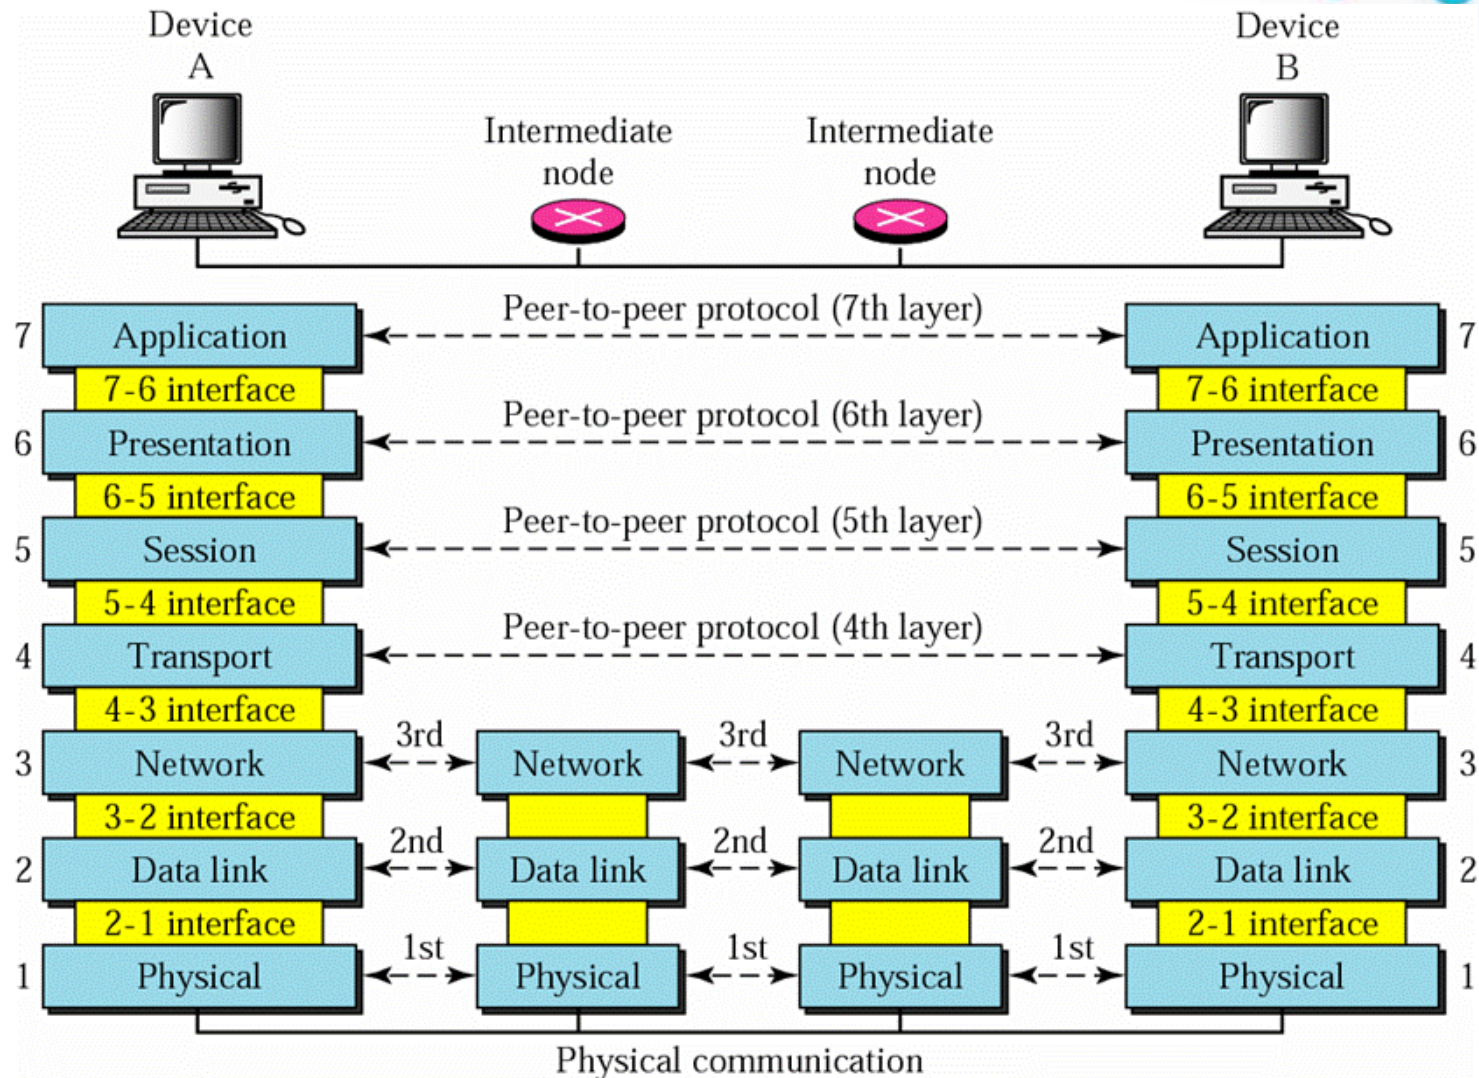 Device
A
Device
B
Intermediate
node
Intermediate
node
Peer-to-peer protocol (7th layer)
7 Application
Application 7
7-6 interface
7-6 interface
Peer-to-peer protocol (6th layer)
6 Presentation
Presentation 6
6-5 interface
6-5 interface
Peer-to-peer protocol (5th layer)
5 Session
Session 5
5-4 interface
5-4 interface
Peer-to-peer protocol (4th layer)
4 Transport
Transport 4
4-3 interface
4-3 interface
3rd 3rd 3rd
3 Network Network Network Network 3
3-2 interface
3-2 interface
2nd 2nd 2nd
2 Data link Data link Data link Data link 2
2-1 interface
2-1 interface
1st 1st 1st
1 Physical Physical Physical Physical 1
Physical communication